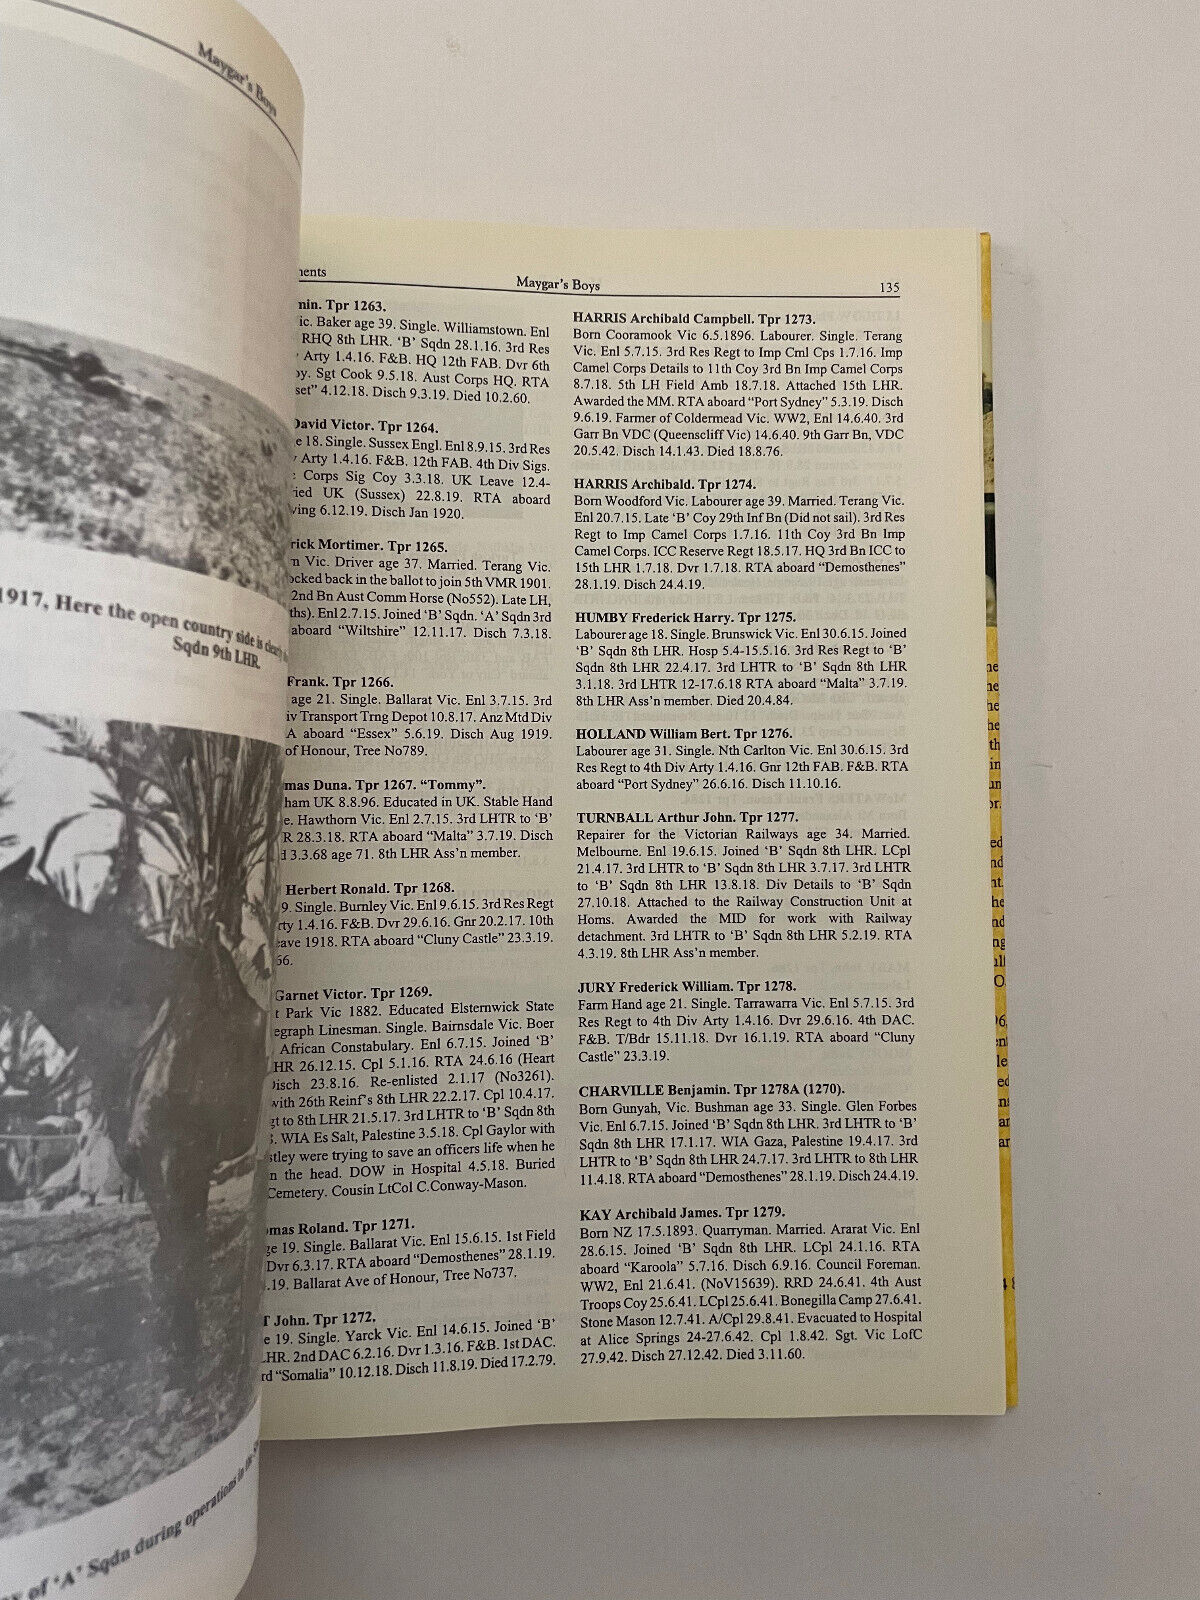 Maygar's Boys
1917, Here the open country side is clearly
Sqdn 9th LHR.
of 'A' Sqdn during operations in the
Maygar's Boys
135
min. Tpr 1263.
ic. Baker age 39. Single. Williamstown. Enl
RHQ 8th LHR. 'B' Sqdn 28.1.16. 3rd Res
Arty 1.4.16. F&B. HQ 12th FAB. Dvr 6th
oy. Sgt Cook 9.5.18. Aust Corps HQ. RTA
set" 4.12.18. Disch 9.3.19. Died 10.2.60.
David Victor. Tpr 1264.
e 18. Single. Sussex Engl. Enl 8.9.15. 3rd Res
Arty 1.4.16. F&B. 12th FAB. 4th Div Sigs.
Corps Sig Coy 3.3.18. UK Leave 12.4-
ried UK (Sussex) 22.8.19. RTA aboard
ving 6.12.19. Disch Jan 1920.
rick Mortimer. Tpr 1265.
n Vic. Driver age 37. Married. Terang Vic.
ocked back in the ballot to join 5th VMR 1901.
2nd Bn Aust Comm Horse (No552). Late LH,
ths). Enl 2.7.15. Joined 'B' Sqdn. 'A' Sqdn 3rd
aboard "Wiltshire" 12.11.17. Disch 7.3.18.
Frank. Tpr 1266.
age 21. Single. Ballarat Vic. Enl 3.7.15. 3rd
iv Transport Trng Depot 10.8.17. Anz Mtd Div
A aboard "Essex" 5.6.19. Disch Aug 1919.
of Honour, Tree No789.
mas Duna. Tpr 1267. "Tommy".
ham UK 8.8.96. Educated in UK. Stable Hand
e. Hawthorn Vic. Enl 2.7.15. 3rd LHTR to 'B'
R 28.3.18. RTA aboard "Malta" 3.7.19. Disch
d 3.3.68 age 71. 8th LHR Ass'n member.
Herbert Ronald. Tpr 1268.
9. Single. Burnley Vic. Enl 9.6.15. 3rd Res Regt
rty 1.4.16. F&B. Dvr 29.6.16. Gnr 20.2.17. 10th
eave 1918. RTA aboard "Cluny Castle" 23.3.19.
66.
Garnet Victor. Tpr 1269.
t Park Vic 1882. Educated Elsternwick State
egraph Linesman. Single. Bairnsdale Vic. Boer
African Constabulary. Enl 6.7.15. Joined 'B'
HR 26.12.15. Cpl 5.1.16. RTA 24.6.16 (Heart
Disch 23.8.16. Re-enlisted 2.1.17 (No3261).
with 26th Reinf's 8th LHR 22.2.17. Cpl 10.4.17.
gt to 8th LHR 21.5.17. 3rd LHTR to 'B' Sqdn 8th
WIA Es Salt, Palestine 3.5.18. Cpl Gaylor with
stley were trying to save an officers life when he
n the head. DOW in Hospital 4.5.18. Buried
Cemetery. Cousin LtCol C.Conway-Mason.
omas Roland. Tpr 1271.
ge 19. Single. Ballarat Vic. Enl 15.6.15. 1st Field
Dvr 6.3.17. RTA aboard "Demosthenes" 28.1.19.
.19. Ballarat Ave of Honour, Tree No737.
T John. Tpr 1272.
e 19. Single. Yarck Vic. Enl 14.6.15. Joined 'B'
LHR. 2nd DAC 6.2.16. Dvr 1.3.16. F&B. 1st DAC.
rd "Somalia" 10.12.18. Disch 11.8.19. Died 17.2.79.
HARRIS Archibald Campbell. Tpr 1273.
Born Cooramook Vic 6.5.1896. Labourer. Single. Terang
Vic. Enl 5.7.15. 3rd Res Regt to Imp Cml Cps 1.7.16. Imp
Camel Corps Details to 11th Coy 3rd Bn Imp Camel Corps
8.7.18. 5th LH Field Amb 18.7.18. Attached 15th LHR.
Awarded the MM. RTA aboard "Port Sydney" 5.3.19. Disch
9.6.19. Farmer of Coldermead Vic. WW2, Enl 14.6.40. 3rd
Garr Bn VDC (Queenscliff Vic) 14.6.40. 9th Garr Bn, VDC
20.5.42. Disch 14.1.43. Died 18.8.76.
HARRIS Archibald. Tpr 1274.
Born Woodford Vic. Labourer age 39. Married. Terang Vic.
Enl 20.7.15. Late 'B' Coy 29th Inf Bn (Did not sail). 3rd Res
Regt to Imp Camel Corps 1.7.16. 11th Coy 3rd Bn Imp
Camel Corps. ICC Reserve Regt 18.5.17. HQ 3rd Bn ICC to
15th LHR 1.7.18. Dvr 1.7.18. RTA aboard "Demosthenes"
28.1.19. Disch 24.4.19.
HUMBY Frederick Harry. Tpr 1275.
Labourer age 18. Single. Brunswick Vic. Enl 30.6.15. Joined
'B' Sqdn 8th LHR. Hosp 5.4-15.5.16. 3rd Res Regt to 'B'
Sqdn 8th LHR 22.4.17. 3rd LHTR to 'B' Sqdn 8th LHR
3.1.18. 3rd LHTR 12-17.6.18 RTA aboard "Malta" 3.7.19.
8th LHR Ass'n member. Died 20.4.84.
HOLLAND William Bert. Tpr 1276.
Labourer age 31. Single. Nth Carlton Vic. Enl 30.6.15. 3rd
Res Regt to 4th Div Arty 1.4.16. Gnr 12th FAB. F&B. RTA
aboard "Port Sydney" 26.6.16. Disch 11.10.16.
TURNBALL Arthur John. Tpr 1277.
Repairer for the Victorian Railways age 34. Married.
Melbourne. Enl 19.6.15. Joined 'B' Sqdn 8th LHR. LCpl
21.4.17. 3rd LHTR to 'B' Sqdn 8th LHR 3.7.17. 3rd LHTR
to 'B' Sqdn 8th LHR 13.8.18. Div Details to 'B' Sqdn
27.10.18. Attached to the Railway Construction Unit at
Homs. Awarded the MID for work with Railway
detachment. 3rd LHTR to 'B' Sqdn 8th LHR 5.2.19. RTA
4.3.19. 8th LHR Ass'n member.
JURY Frederick William. Tpr 1278.
Farm Hand age 21. Single. Tarrawarra Vic. Enl 5.7.15. 3rd
Res Regt to 4th Div Arty 1.4.16. Dvr 29.6.16. 4th DAC.
F&B. T/Bdr 15.11.18. Dvr 16.1.19. RTA aboard "Cluny
Castle" 23.3.19.
CHARVILLE Benjamin. Tpr 1278A (1270).
Born Gunyah, Vic. Bushman age 33. Single. Glen Forbes
Vic. Enl 6.7.15. Joined 'B' Sqdn 8th LHR. 3rd LHTR to 'B'
Sqdn 8th LHR 17.1.17. WIA Gaza, Palestine 19.4.17. 3rd
LHTR to 'B' Sqdn 8th LHR 24.7.17. 3rd LHTR to 8th LHR
11.4.18. RTA aboard "Demosthenes" 28.1.19. Disch 24.4.19.
KAY Archibald James. Tpr 1279.
Born NZ 17.5.1893. Quarryman. Married. Ararat Vic. Enl
28.6.15. Joined 'B' Sqdn 8th LHR. LCpl 24.1.16. RTA
aboard "Karoola" 5.7.16. Disch 6.9.16. Council Foreman.
WW2, Enl 21.6.41. (NoV15639). RRD 24.6.41. 4th Aust
Troops Coy 25.6.41. LCpl 25.6.41. Bonegilla Camp 27.6.41.
Stone Mason 12.7.41. A/Cpl 29.8.41. Evacuated to Hospital
at Alice Springs 24-27.6.42. Cpl 1.8.42. Sgt. Vic LofC
27.9.42. Disch 27.12.42. Died 3.11.60.